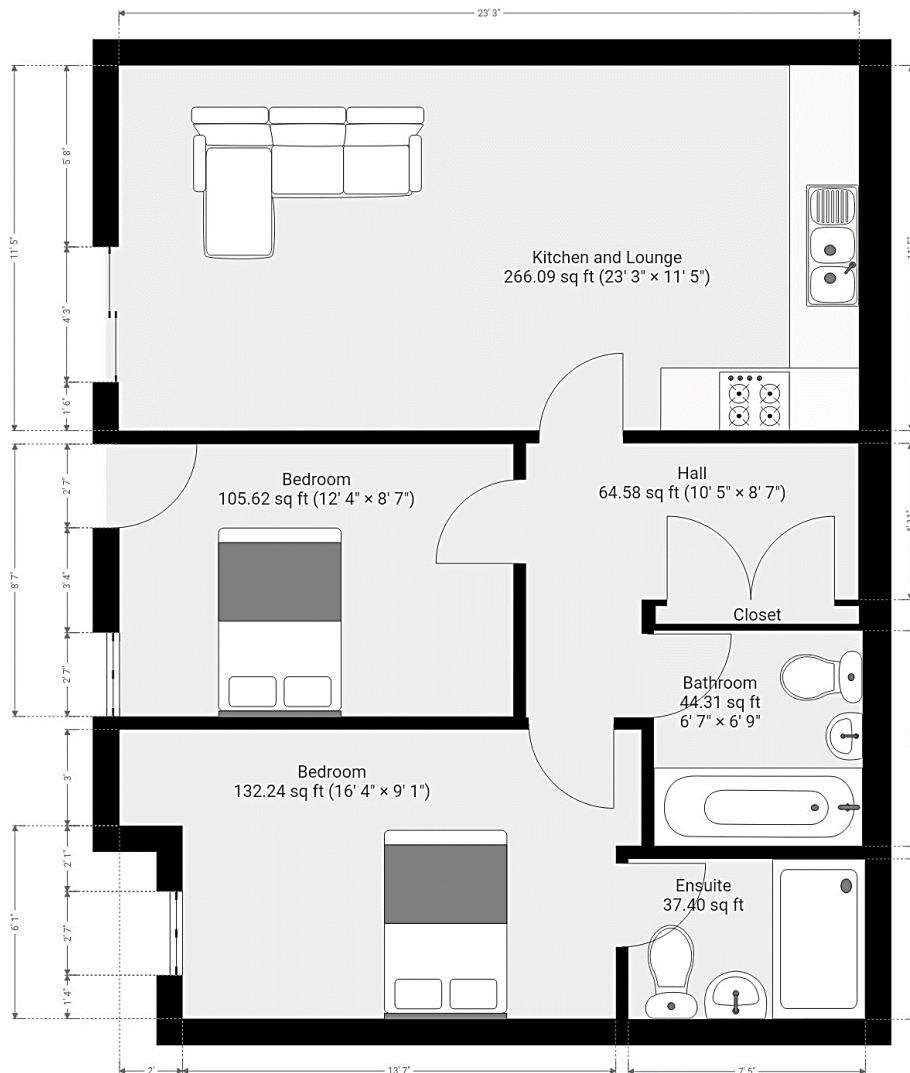 23' 3"
5' 8"
11' 5"
4' 3"
1' 6"
Kitchen and Lounge
266.09 sq ft (23' 3" × 11' 5")
2' 7"
8' 7"
3' 4"
2' 7"
Bedroom
105.62 sq ft (12' 4" × 8' 7")
Hall
64.58 sq ft (10' 5" × 8' 7")
Closet
Bathroom
44.31 sq ft
6' 7" × 6' 9"
3'
Bedroom
132.24 sq ft (16' 4" × 9' 1")
6' 1"
2' 1"
2' 7"
1' 4"
Ensuite
37.40 sq ft
2'
13' 7"
7' 5"